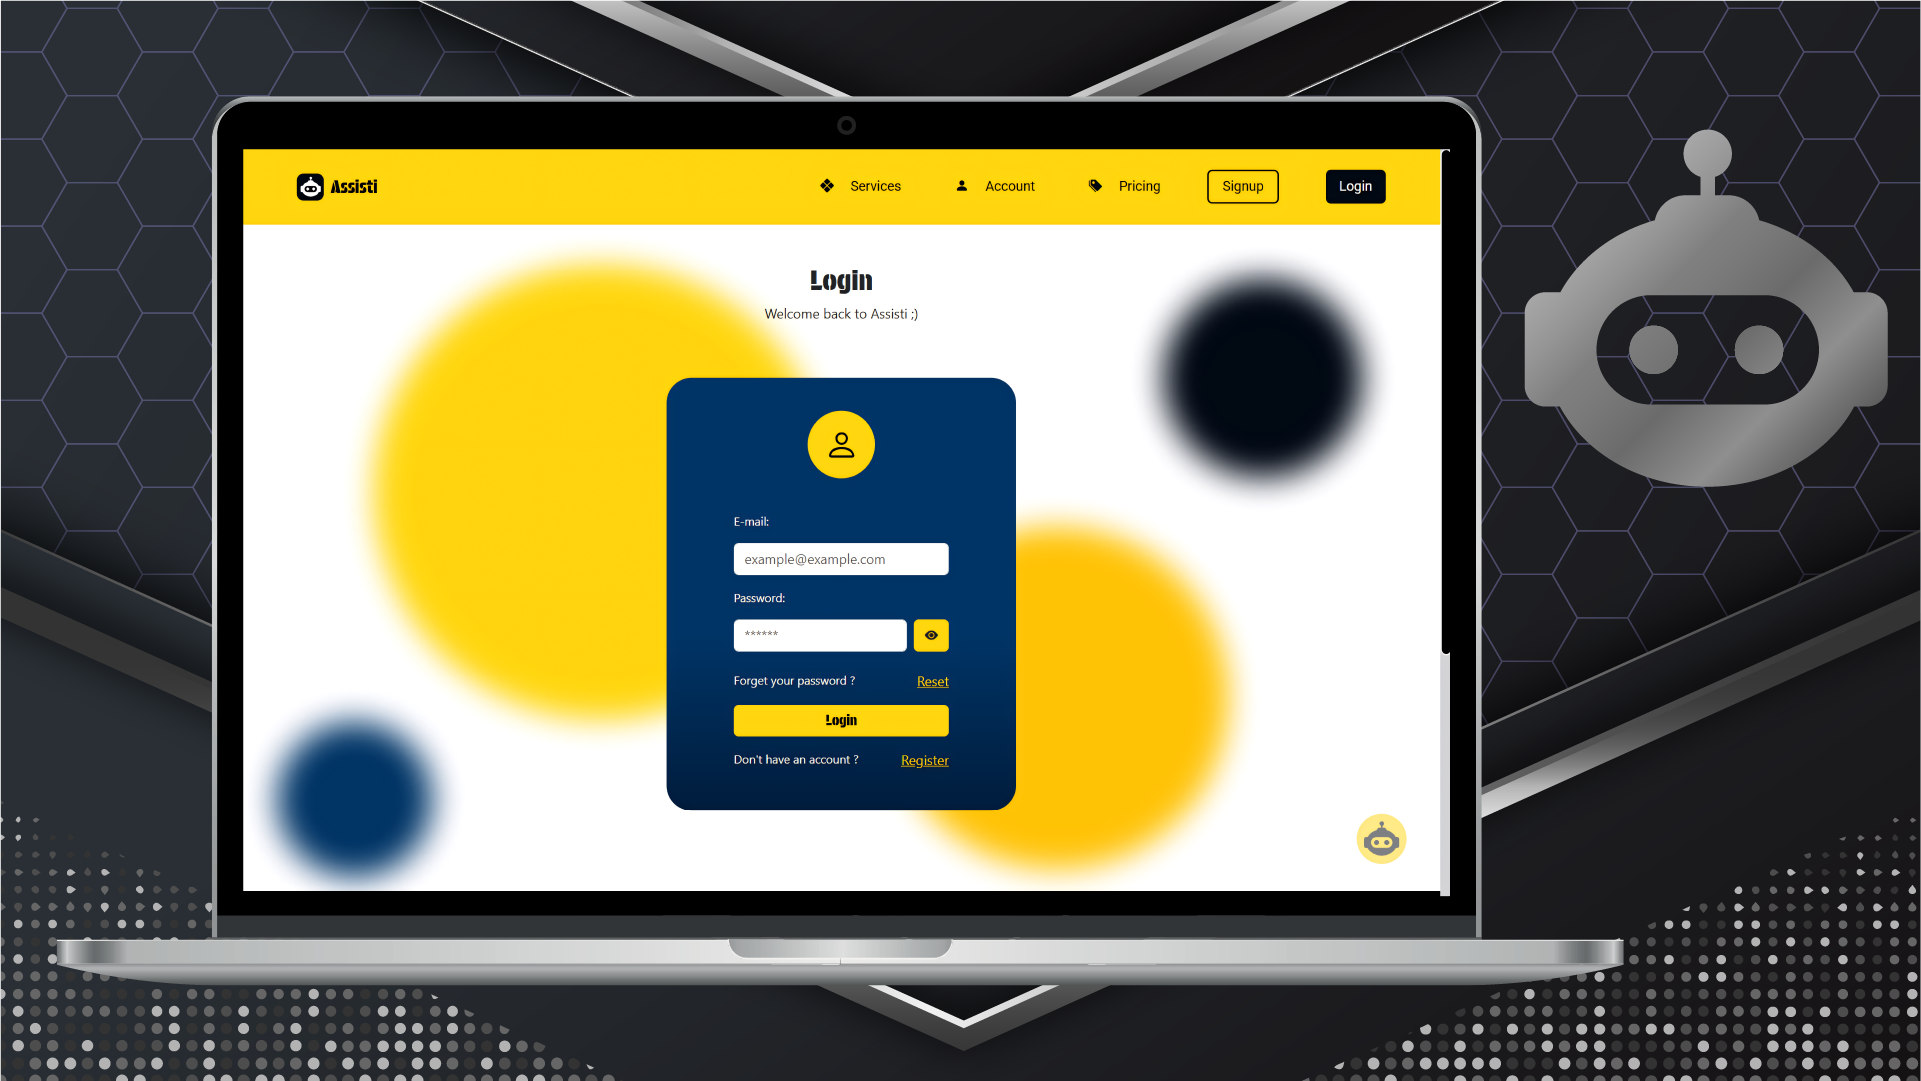 Assisti
Services
Account
Pricing
Signup
Login
Login
Welcome back to Assisti ;)
E-mail:
example@example.com
Password:
******
Forget your password ?
Reset
Login
Don't have an account ?
Register